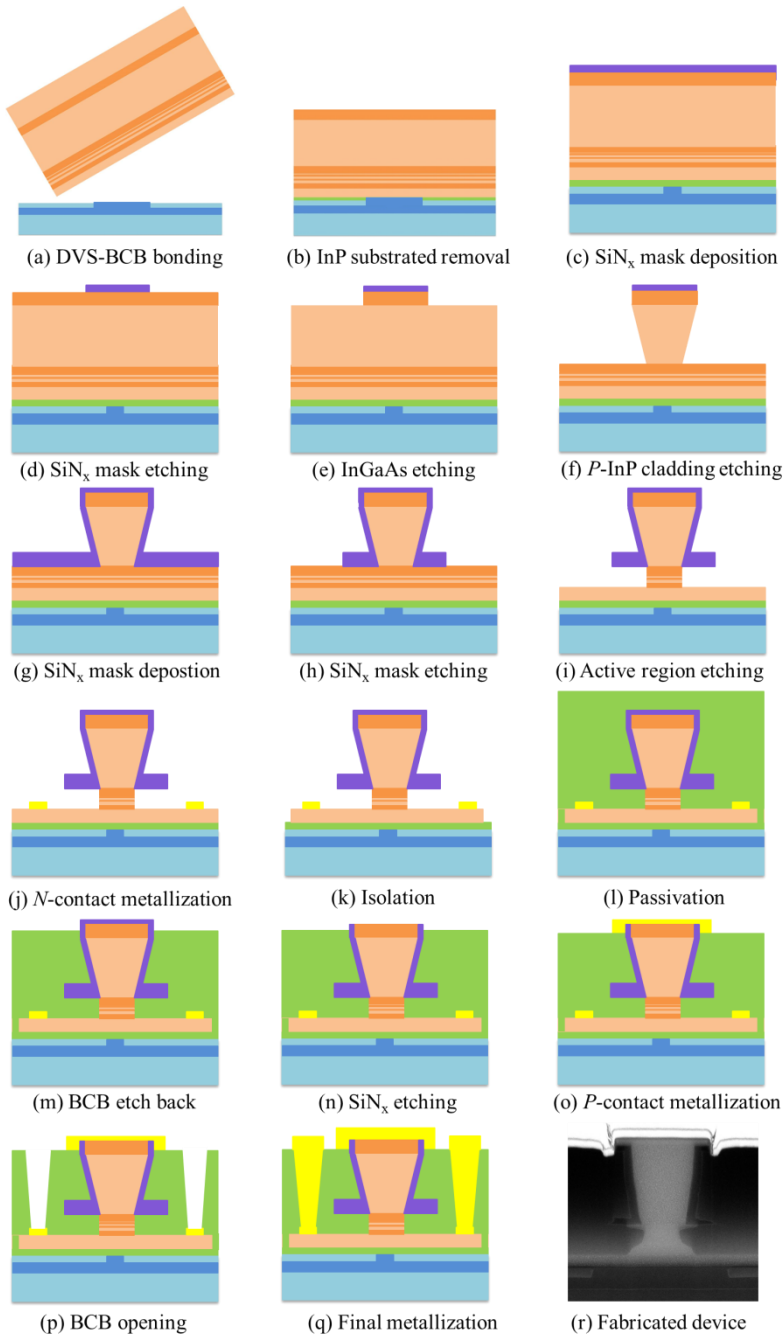 (a) DVS-BCB bonding
(b) InP substrated removal
(c) SiNx mask deposition
(d) SiNx mask etching
(e) InGaAs etching
(f) P-InP cladding etching
(g) SiNx mask depostion
(h) SiNx mask etching
(i) Active region etching
(j) N-contact metallization
(k) Isolation
(l) Passivation
(m) BCB etch back
(n) SiNx etching
(o) P-contact metallization
(p) BCB opening
(q) Final metallization
(r) Fabricated device